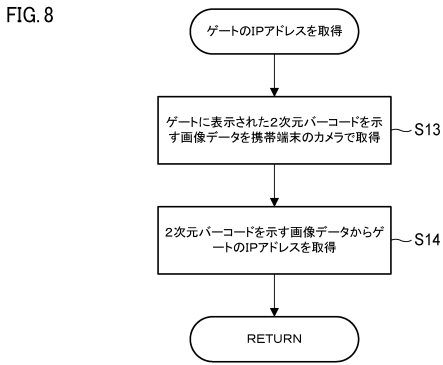 FIG. 8
ゲートのIPアドレスを取得
ゲートに表示された2次元バーコードを示
す画像データを携帯端末のカメラで取得
S13
2次元バーコードを示す画像データからゲ
ートのIPアドレスを取得
S14
RETURN